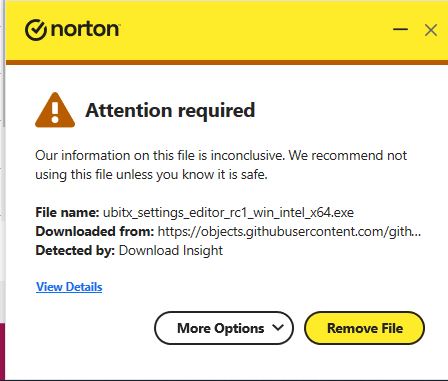 norton
Attention required
Our information on this file is inconclusive. We recommend not
using this file unless you know it is safe.
File name: ubitx_settings_editor_rc1_win_intel_x64.exe
Downloaded from: https://objects.githubusercontent.com/gith...
Detected by: Download Insight
View Details
More Options
Remove File